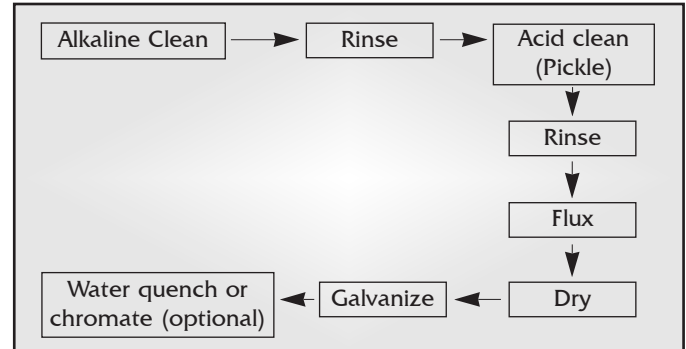 Alkaline Clean
Rinse
Acid clean
(Pickle)
Rinse
Flux
Dry
Galvanize
Water quench or
chromate (optional)